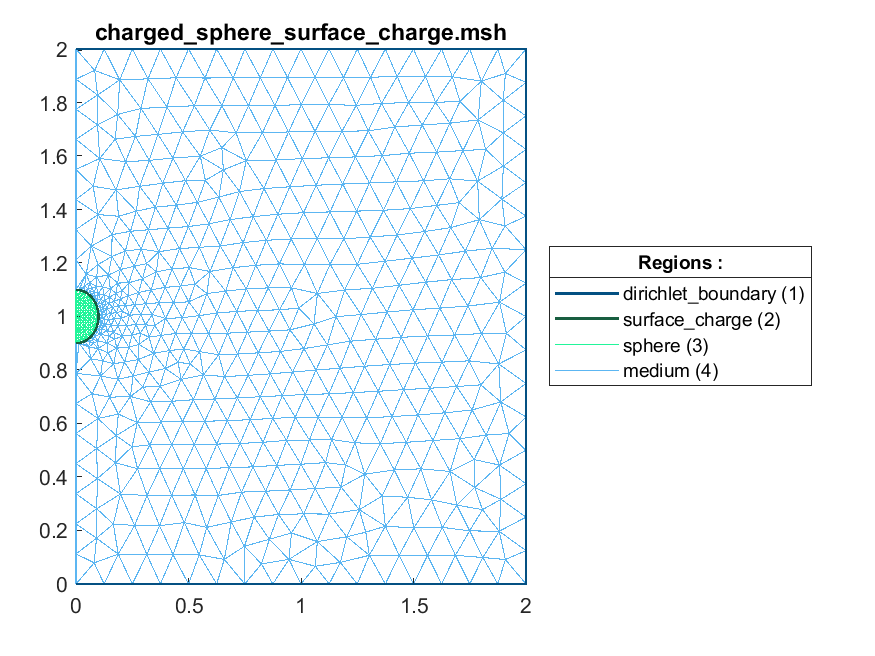 charged_sphere_surface_charge.msh
2
1.8
1.6
1.4
1.2
1
0.8
0.6
0.4
0.2
0
0 0.5 1 1.5 2
Regions :
dirichlet_boundary (1)
surface_charge (2)
sphere (3)
medium (4)